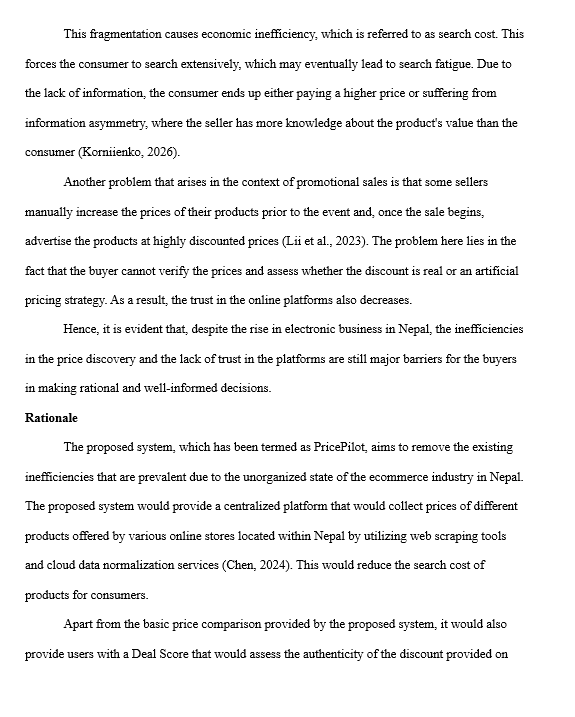 This fragmentation causes economic inefficiency, which is referred to as search cost. This
forces the consumer to search extensively, which may eventually lead to search fatigue. Due to
the lack of information, the consumer ends up either paying a higher price or suffering from
information asymmetry, where the seller has more knowledge about the product's value than the
consumer (Korniienko, 2026).
Another problem that arises in the context of promotional sales is that some sellers
manually increase the prices of their products prior to the event and, once the sale begins,
advertise the products at highly discounted prices (Lii et al., 2023). The problem here lies in the
fact that the buyer cannot verify the prices and assess whether the discount is real or an artificial
pricing strategy. As a result, the trust in the online platforms also decreases.
Hence, it is evident that, despite the rise in electronic business in Nepal, the inefficiencies
in the price discovery and the lack of trust in the platforms are still major barriers for the buyers
in making rational and well-informed decisions.
Rationale
The proposed system, which has been termed as PricePilot, aims to remove the existing
inefficiencies that are prevalent due to the unorganized state of the ecommerce industry in Nepal.
The proposed system would provide a centralized platform that would collect prices of different
products offered by various online stores located within Nepal by utilizing web scraping tools
and cloud data normalization services (Chen, 2024). This would reduce the search cost of
products for consumers.
Apart from the basic price comparison provided by the proposed system, it would also
provide users with a Deal Score that would assess the authenticity of the discount provided on